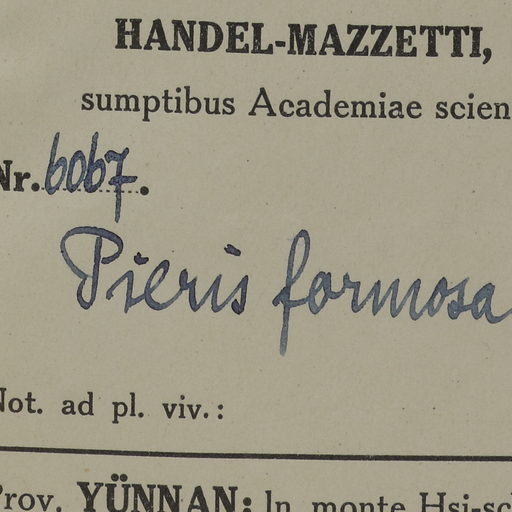 HANDEL-MAZZETTI,
sumptibus Academiae scien
Nr. 6067.
Pieris formosa
Not. ad pl. viv.:
Prov. YÜNNAN: In monte Hsi-sc